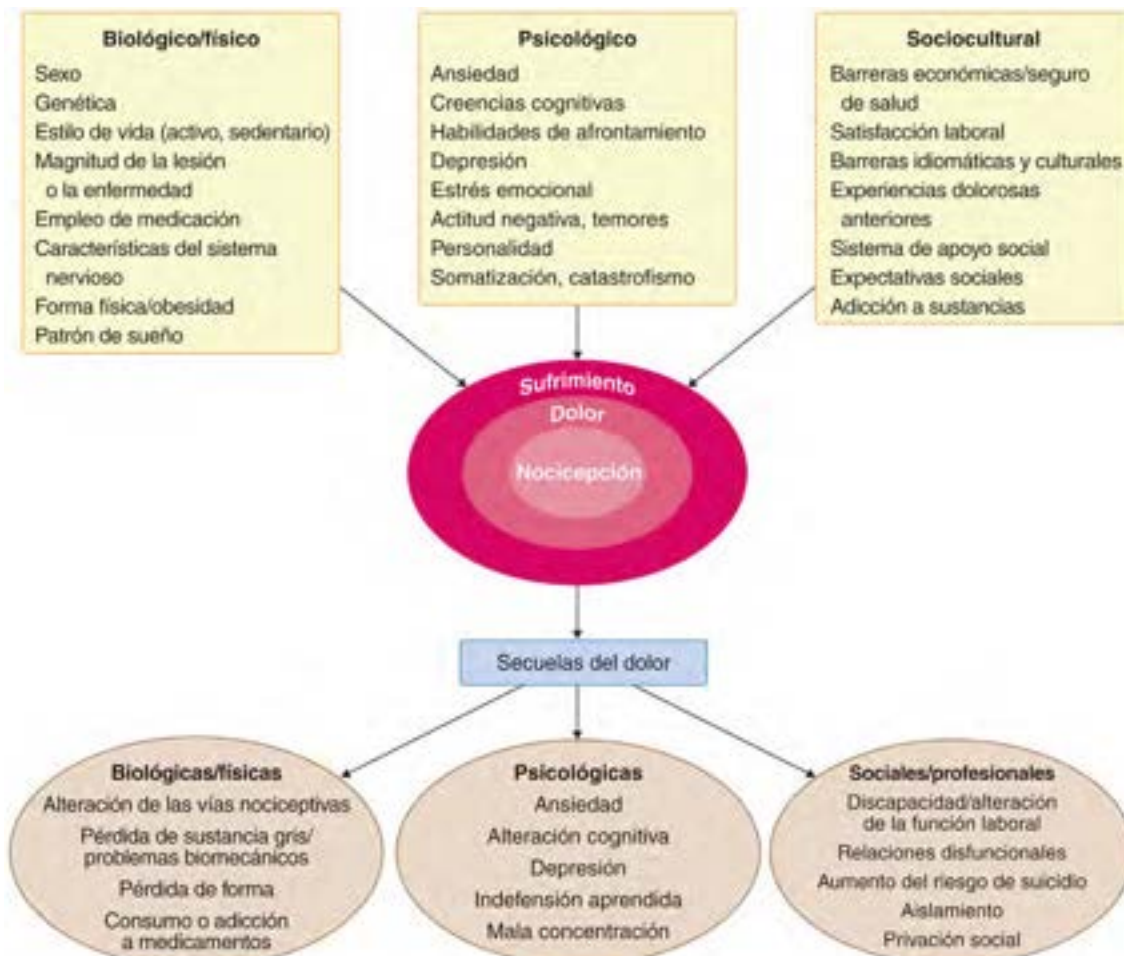 Biológico/físico
Sexo
Genética
Estilo de vida (activo, sedentario)
Magnitud de la lesión
o la enfermedad
Empleo de medicación
Características del sistema
nervioso
Forma física/obesidad
Patrón de sueño
Psicológico
Ansiedad
Creencias cognitivas
Habilidades de afrontamiento
Depresión
Estrés emocional
Actitud negativa, temores
Personalidad
Somatización, catastrofismo
Sociocultural
Barreras económicas/seguro
de salud
Satisfacción laboral
Barreras idiomáticas y culturales
Experiencias dolorosas
anteriores
Sistema de apoyo social
Expectativas sociales
Adicción a sustancias
Sufrimiento
Dolor
Nocicepción
Secuelas del dolor
Biológicas/físicas
Alteración de las vías nociceptivas
Pérdida de sustancia gris/
problemas biomecánicos
Pérdida de forma
Consumo o adicción
a medicamentos
Psicológicas
Ansiedad
Alteración cognitiva
Depresión
Indefensión aprendida
Mala concentración
Sociales/profesionales
Discapacidad/alteración
de la función laboral
Relaciones disfuncionales
Aumento del riesgo de suicidio
Aislamiento
Privación social